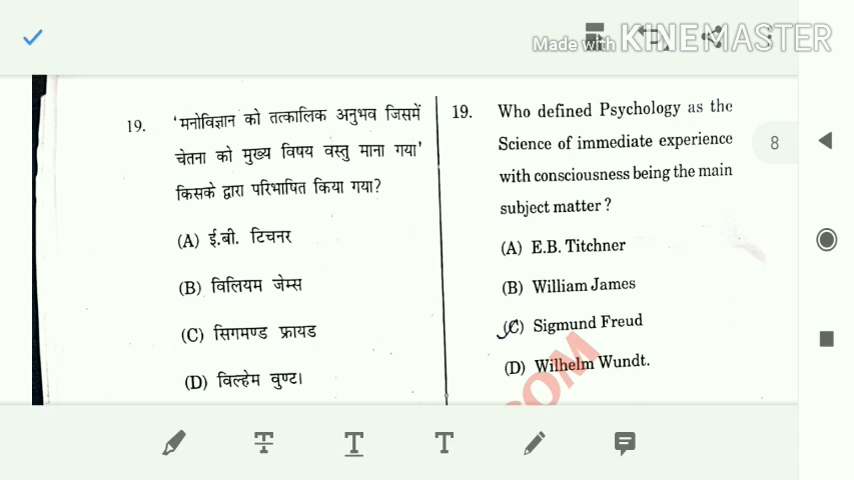 Made with KINEMASTER
19. 'मनोविज्ञान को तत्कालिक अनुभव जिसमें
चेतना को मुख्य विषय वस्तु माना गया'
किसके द्वारा परिभाषित किया गया?
(A) ई.बी. टिचनर
(B) विलियम जेम्स
(C) सिगमण्ड फ्रायड
(D) विल्हेम वुण्ट।
19. Who defined Psychology as the
Science of immediate experience
with consciousness being the main
subject matter ?
(A) E.B. Titchner
(B) William James
(C) Sigmund Freud
(D) Wilhelm Wundt.
COM
8
T T T